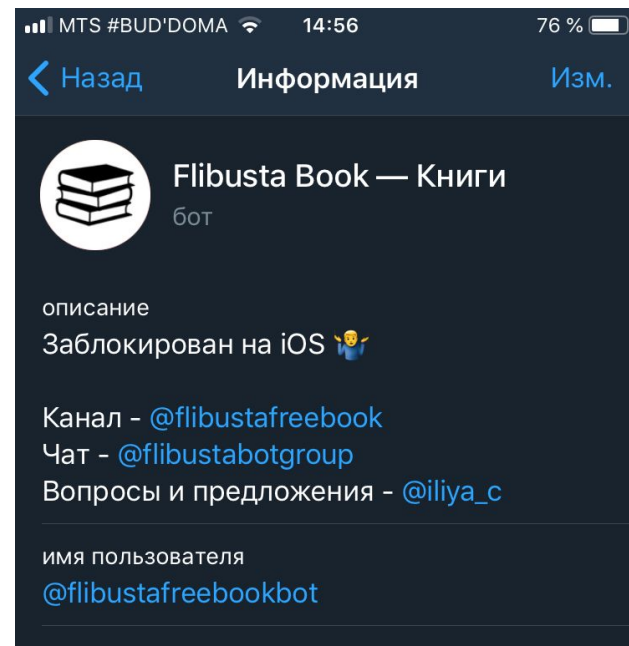 MTS #BUD'DOMA 14:56 76 %
Назад Информация Изм.
Flibusta Book — Книги
бот
описание
Заблокирован на iOS 🤷‍♂️
Канал - @flibustafreebook
Чат - @flibustabotgroup
Вопросы и предложения - @iliya_c
имя пользователя
@flibustafreebookbot